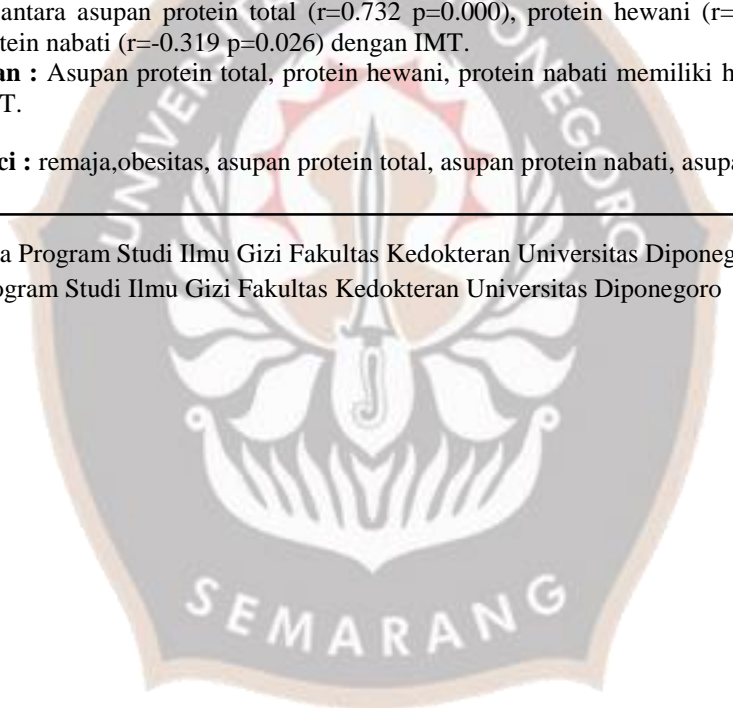 antara asupan protein total (r=0.732 p=0.000), protein hewani (r=
tein nabati (r=-0.319 p=0.026) dengan IMT.
an : Asupan protein total, protein hewani, protein nabati memiliki h
T.
ci : remaja,obesitas, asupan protein total, asupan protein nabati, asupa
a Program Studi Ilmu Gizi Fakultas Kedokteran Universitas Diponeg
ogram Studi Ilmu Gizi Fakultas Kedokteran Universitas Diponegoro
UNIVERSITAS DIPONEGORO
SEMARANG